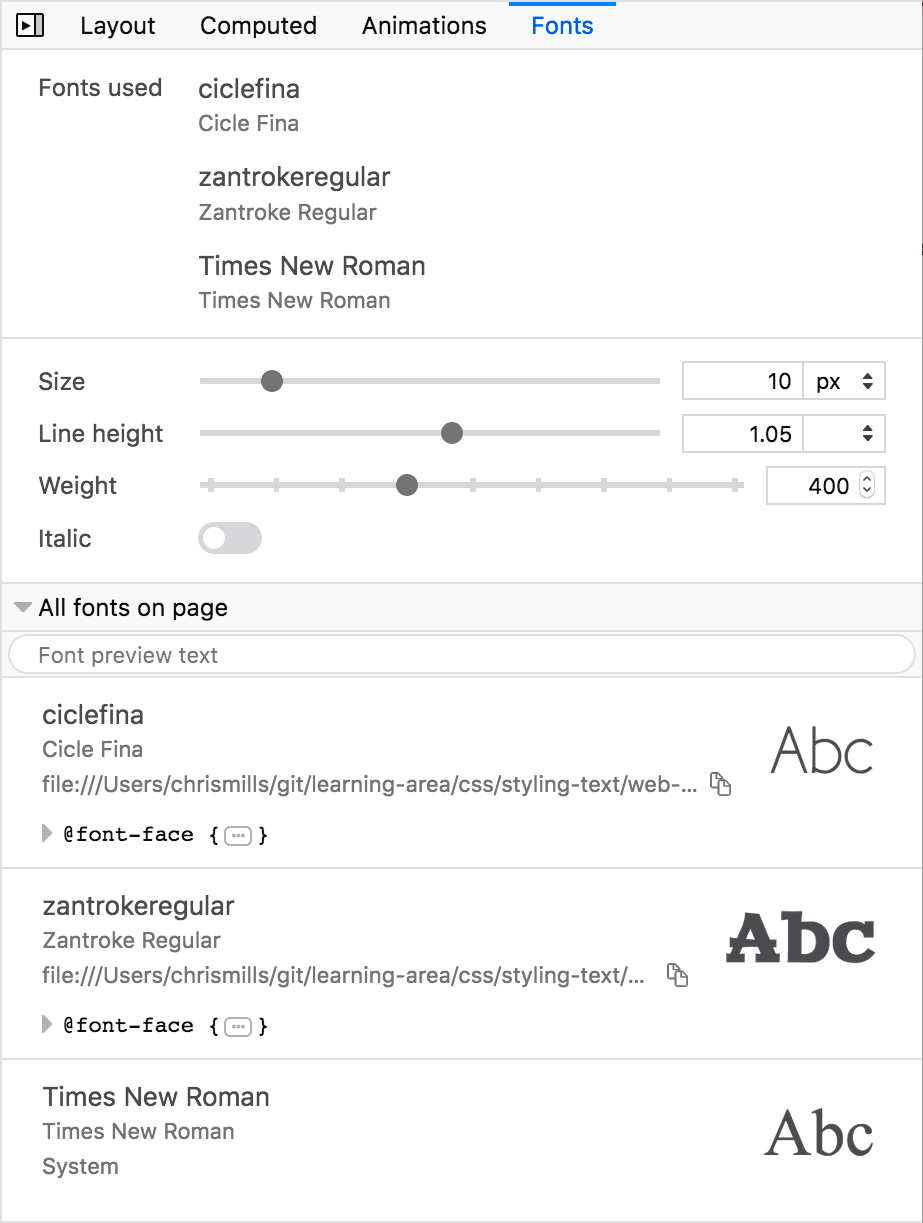 Layout Computed Animations Fonts
Fonts used ciclefina
Cicle Fina
zantrokeregular
Zantroke Regular
Times New Roman
Times New Roman
Size 10 px
Line height 1.05
Weight 400
Italic
All fonts on page
Font preview text
ciclefina
Cicle Fina
Abc
file:///Users/chrismills/git/learning-area/css/styling-text/web-...
@font-face { ... }
zantrokeregular
Zantroke Regular
Abc
file:///Users/chrismills/git/learning-area/css/styling-text/...
@font-face { ... }
Times New Roman
Times New Roman
Abc
System